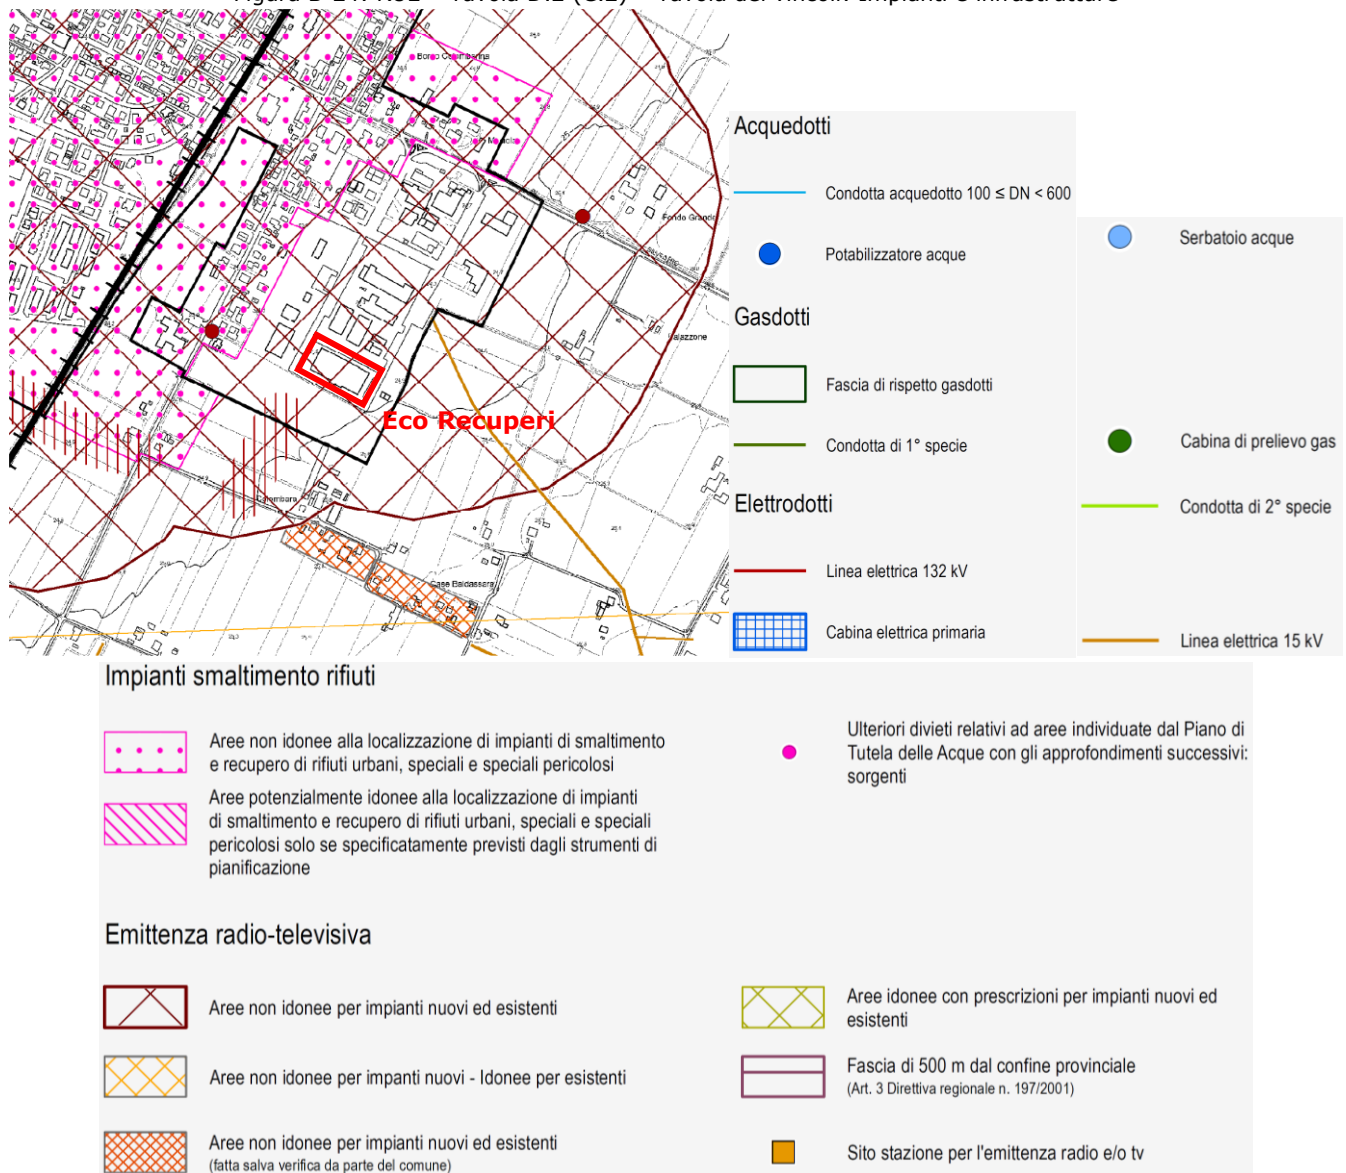 Borgo Colombarina
Fondo Grande
Palazzone
Eco Recuperi
Colombara
Case Baldassara
Acquedotti
Condotta acquedotto 100 ≤ DN < 600
Potabilizzatore acque
Serbatoio acque
Gasdotti
Fascia di rispetto gasdotti
Condotta di 1° specie
Cabina di prelievo gas
Condotta di 2° specie
Elettrodotti
Linea elettrica 132 kV
Cabina elettrica primaria
Linea elettrica 15 kV
Impianti smaltimento rifiuti
Aree non idonee alla localizzazione di impianti di smaltimento
e recupero di rifiuti urbani, speciali e speciali pericolosi
Aree potenzialmente idonee alla localizzazione di impianti
di smaltimento e recupero di rifiuti urbani, speciali e speciali
pericolosi solo se specificatamente previsti dagli strumenti di
pianificazione
Ulteriori divieti relativi ad aree individuate dal Piano di
Tutela delle Acque con gli approfondimenti successivi:
sorgenti
Emittenza radio-televisiva
Aree non idonee per impianti nuovi ed esistenti
Aree non idonee per impanti nuovi - Idonee per esistenti
Aree non idonee per impianti nuovi ed esistenti
(fatta salva verifica da parte del comune)
Aree idonee con prescrizioni per impianti nuovi ed
esistenti
Fascia di 500 m dal confine provinciale
(Art. 3 Direttiva regionale n. 197/2001)
Sito stazione per l'emittenza radio e/o tv